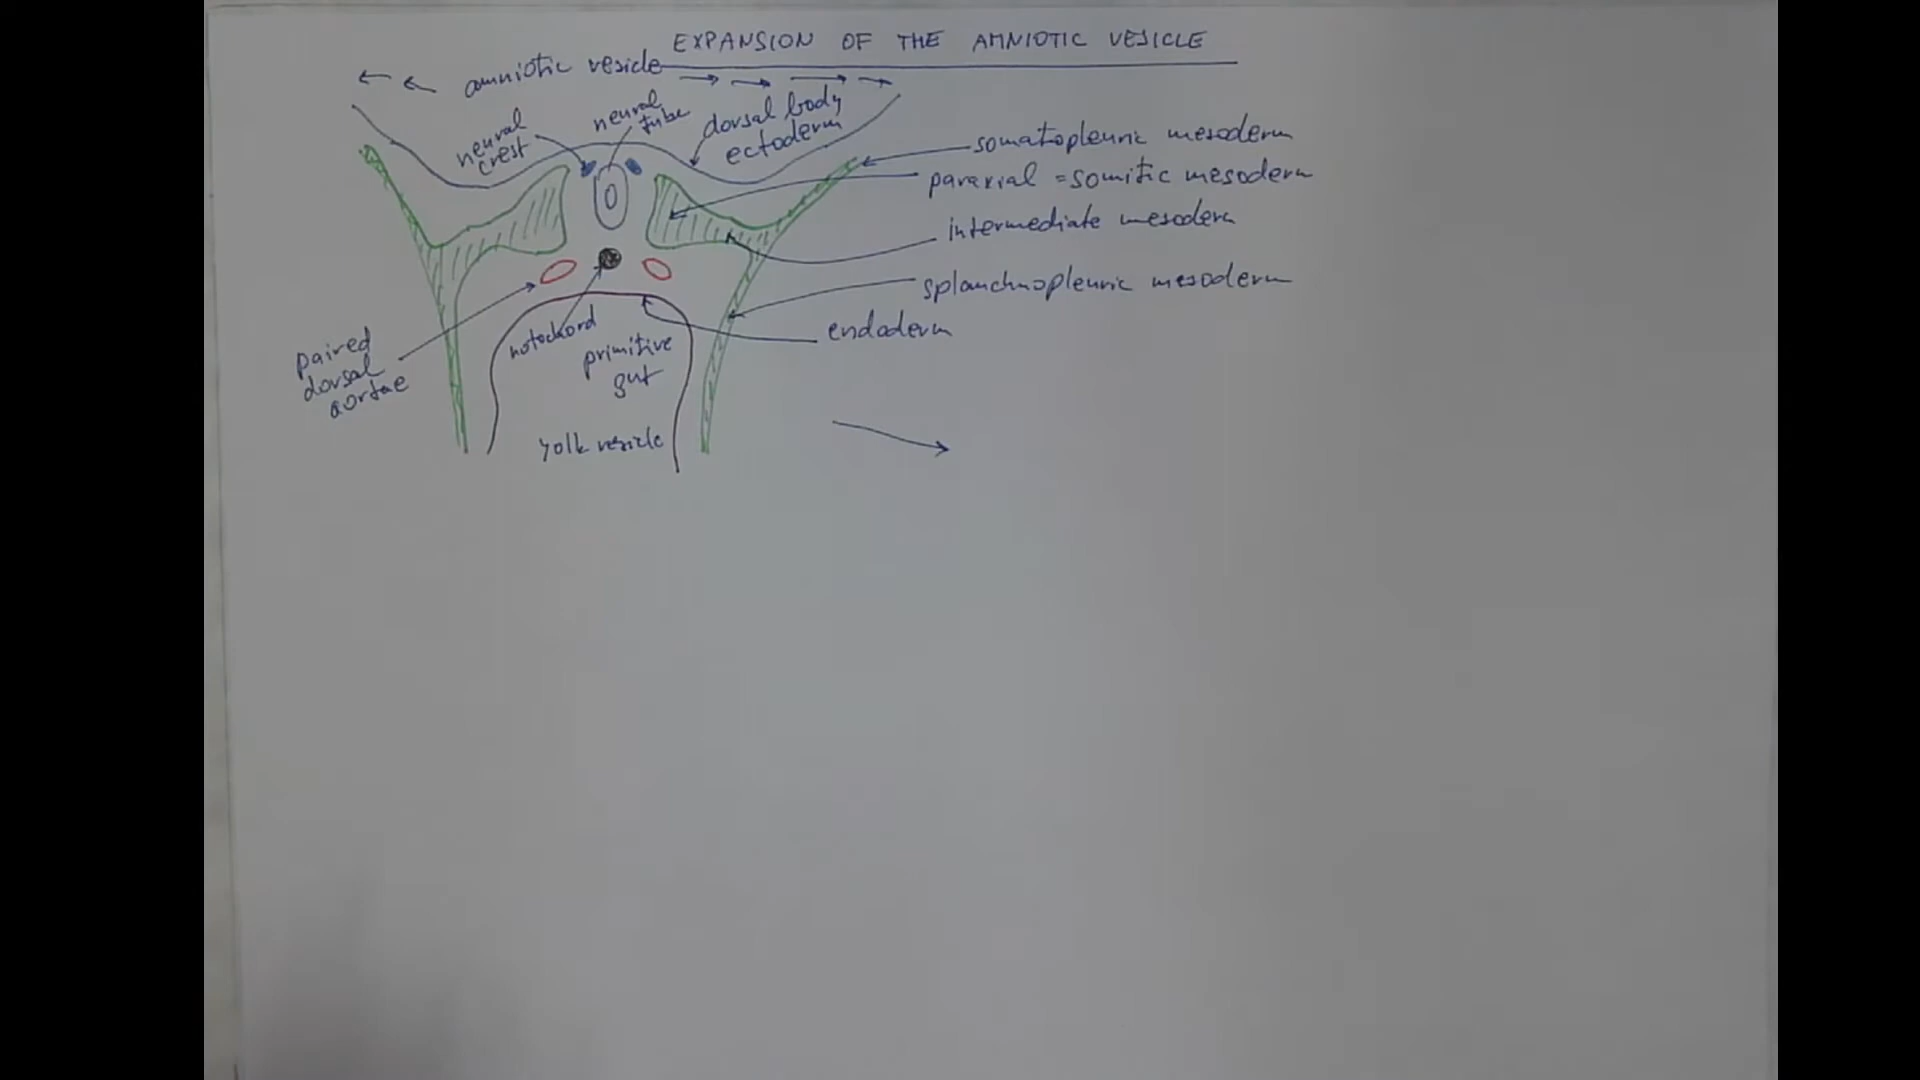 EXPANSION OF THE AMNIOTIC VESICLE
amniotic vesicle
neural
crest
neural
tube
dorsal body
ectoderm
somatopleuric mesoderm
paraxial = somitic mesoderm
intermediate mesoderm
splanchnopleuric mesoderm
endoderm
paired
dorsal
aortae
notochord
primitive
gut
yolk vesicle